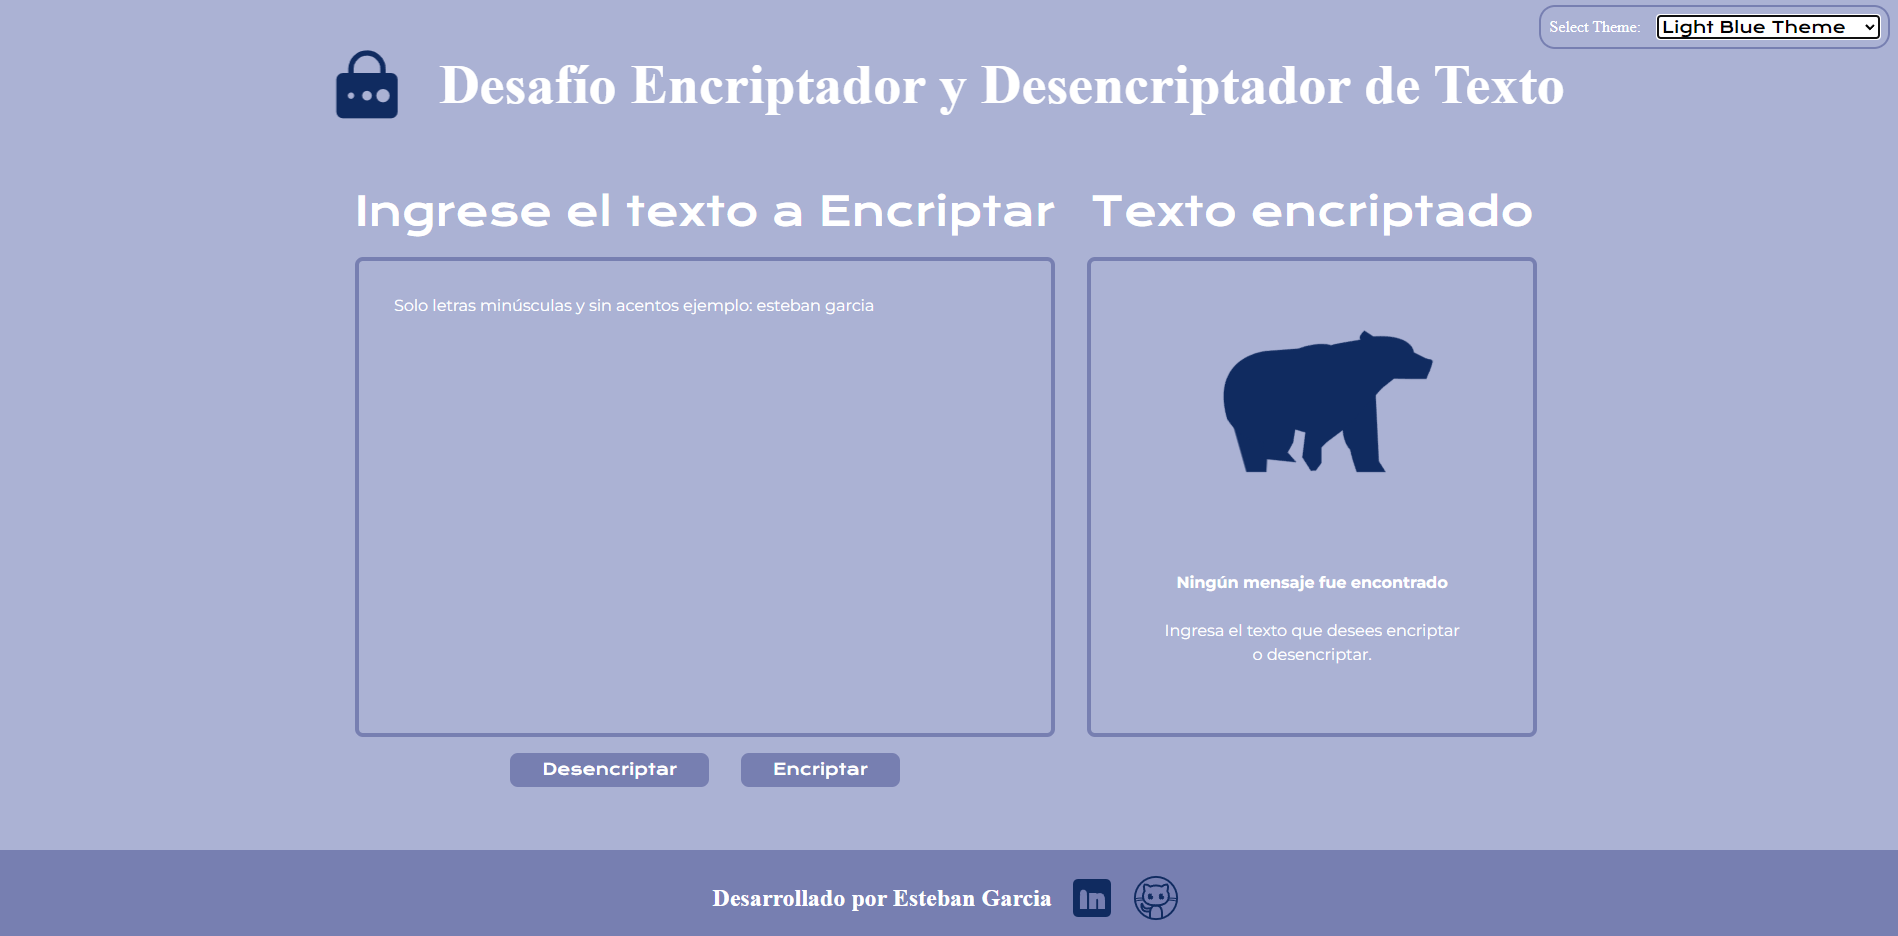 Select Theme:
Light Blue Theme
Desafío Encriptador y Desencriptador de Texto
Ingrese el texto a Encriptar
Solo letras minúsculas y sin acentos ejemplo: esteban garcia
Desencriptar
Encriptar
Texto encriptado
Ningún mensaje fue encontrado
Ingresa el texto que desees encriptar
o desencriptar.
Desarrollado por Esteban Garcia
in